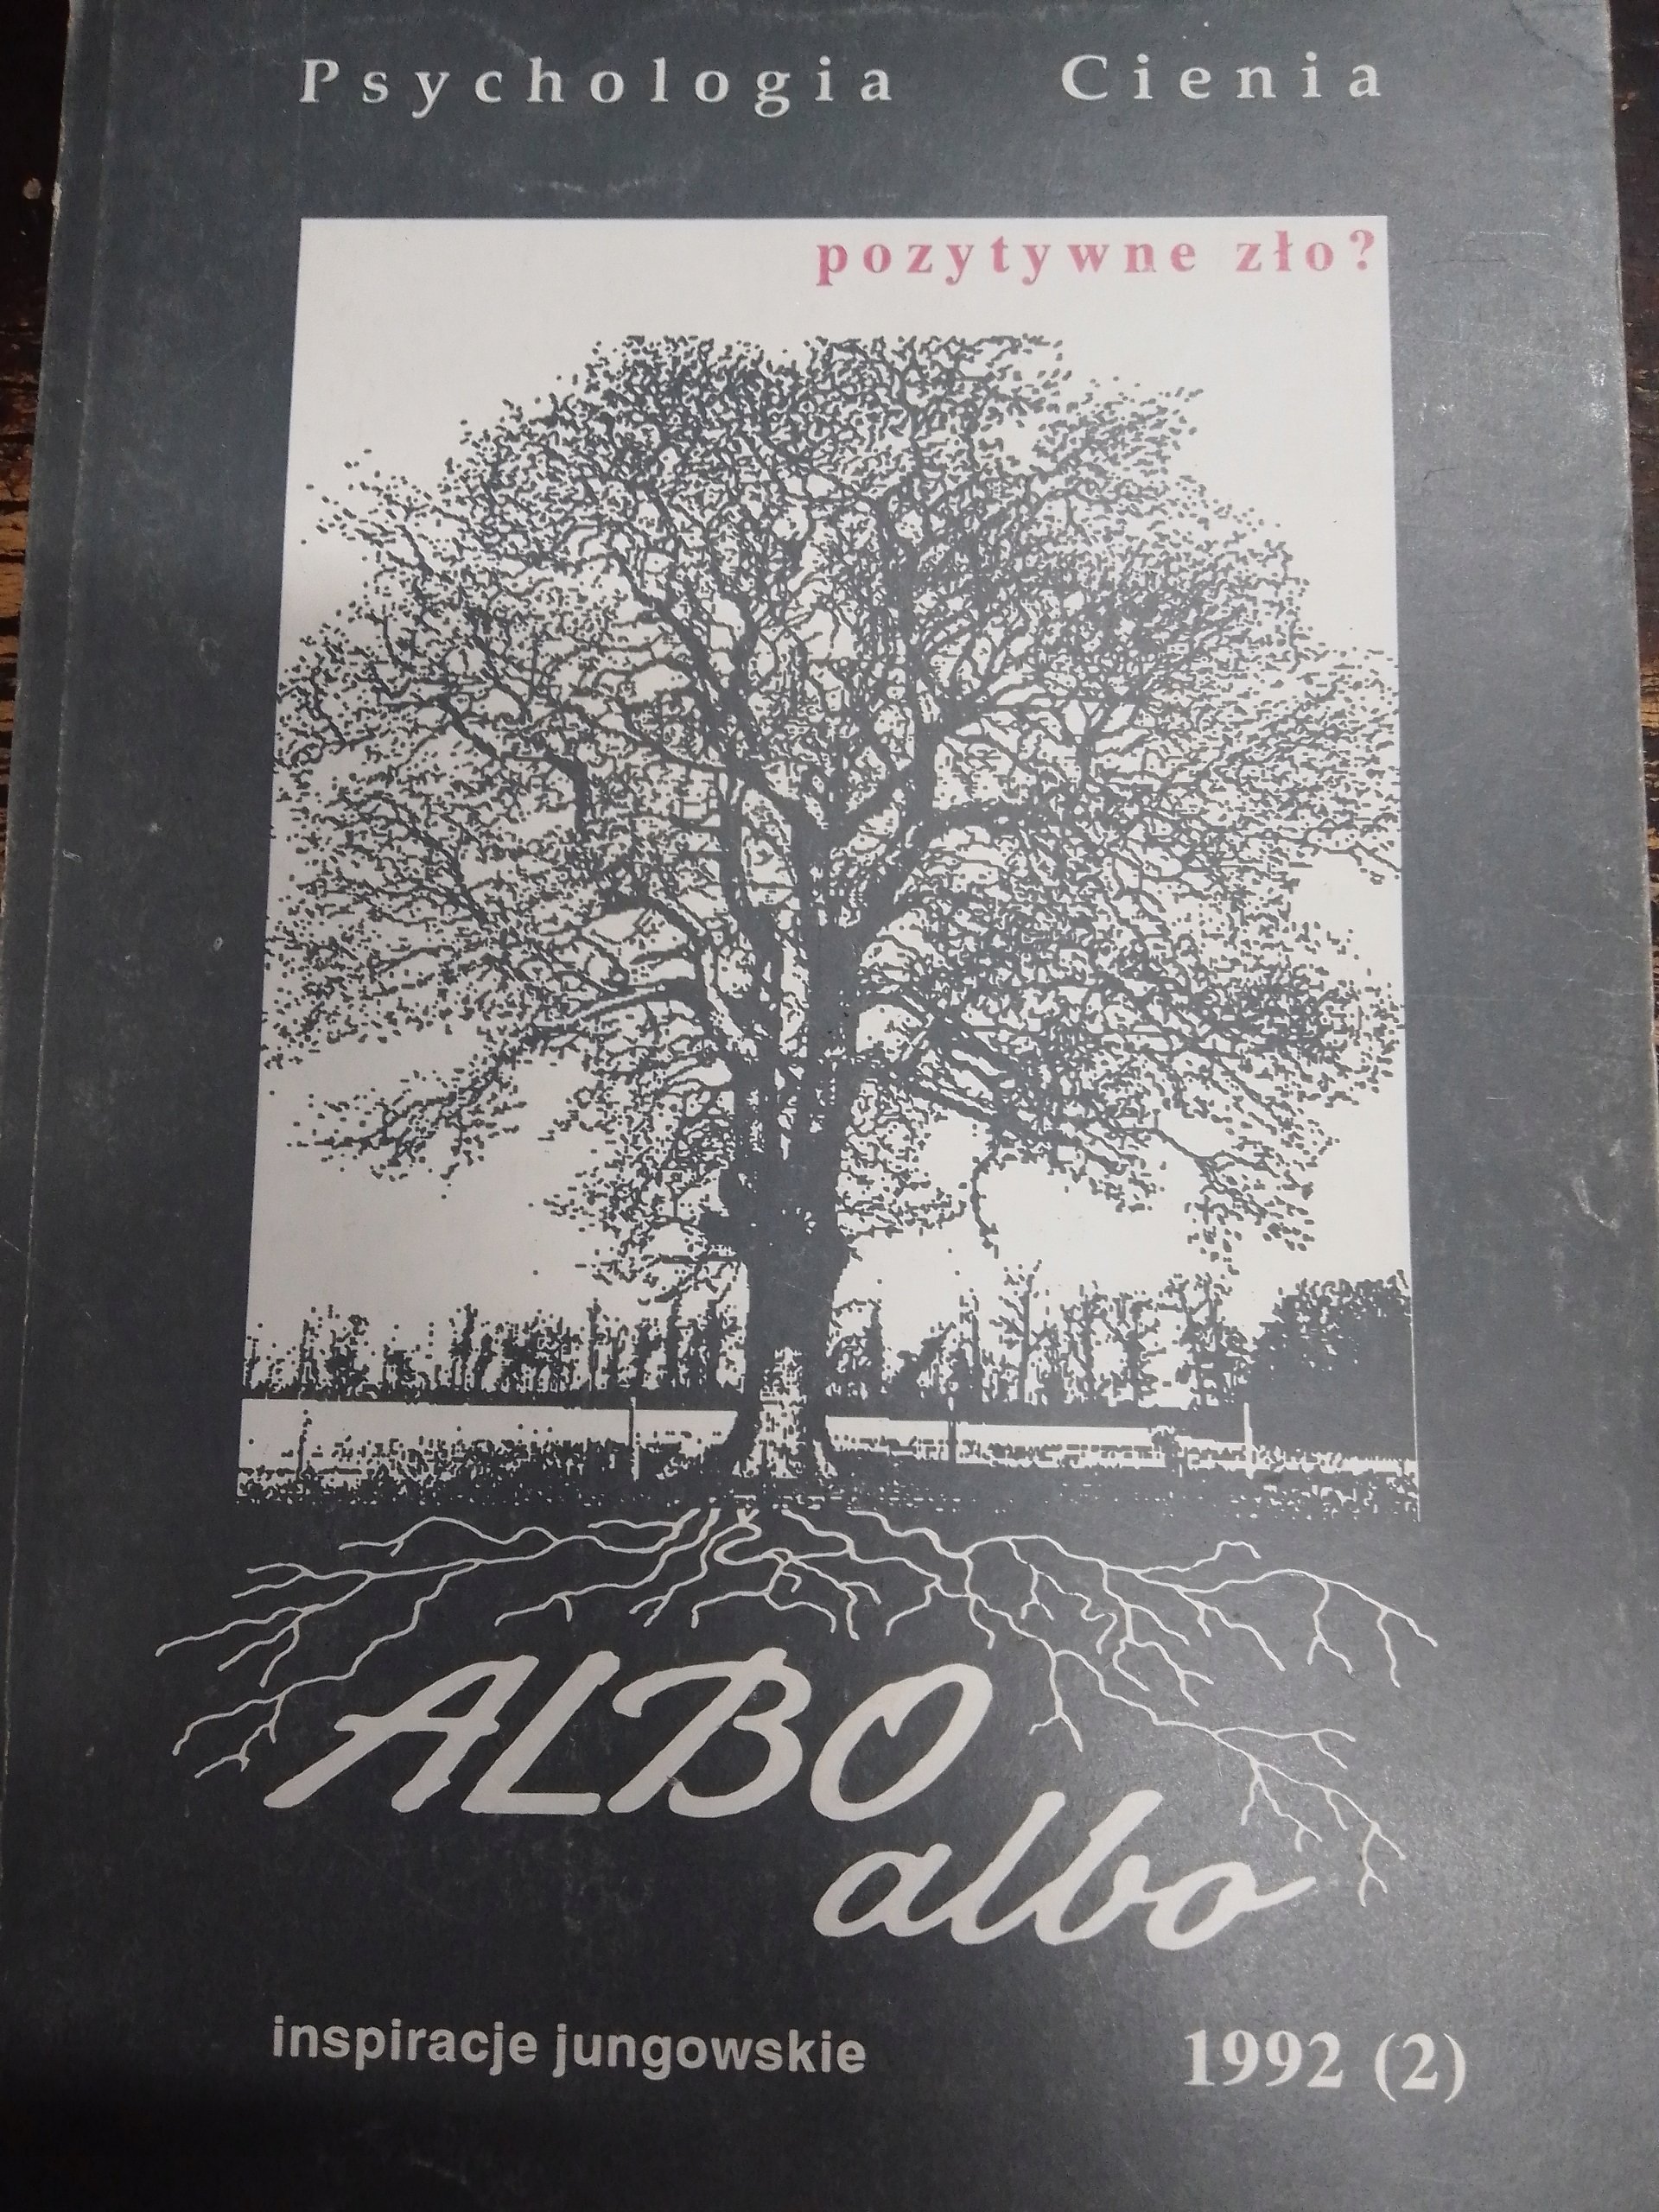 Psychologia Cienia
pozytywne zło?
ALBO
albo
inspiracje jungowskie
1992 (2)